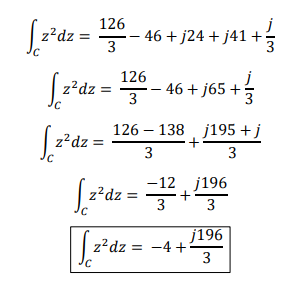 ∫_C z²dz = 126/3 − 46 + j24 + j41 + j/3
∫_C z²dz = 126/3 − 46 + j65 + j/3
∫_C z²dz = (126 − 138)/3 + (j195 + j)/3
∫_C z²dz = −12/3 + j196/3
∫_C z²dz = −4 + j196/3